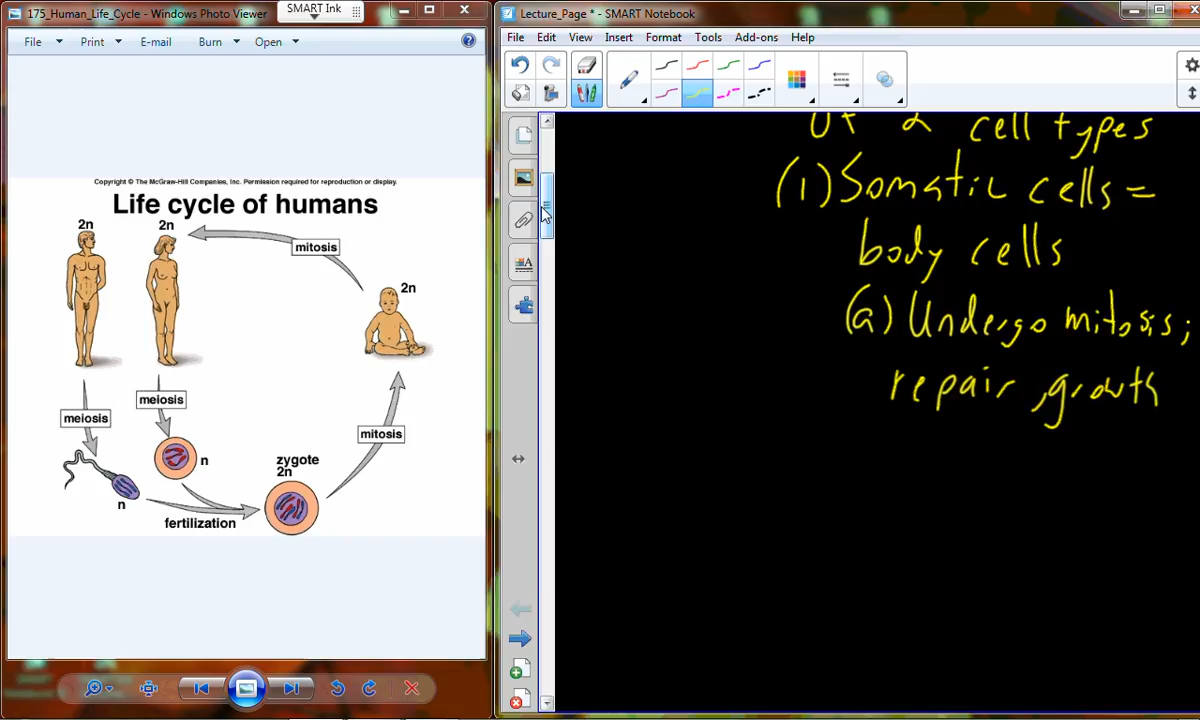 175_Human_Life_Cycle - Windows Photo Viewer
SMART Ink
File Print E-mail Burn Open
Copyright © The McGraw-Hill Companies, Inc. Permission required for reproduction or display.
Life cycle of humans
2n
2n
mitosis
2n
meiosis
meiosis
mitosis
n
zygote
2n
n
fertilization
Lecture_Page * - SMART Notebook
File Edit View Insert Format Tools Add-ons Help
of 2 cell types
(1) Somatic cells =
body cells
(a) Undergo mitosis;
repair, growth